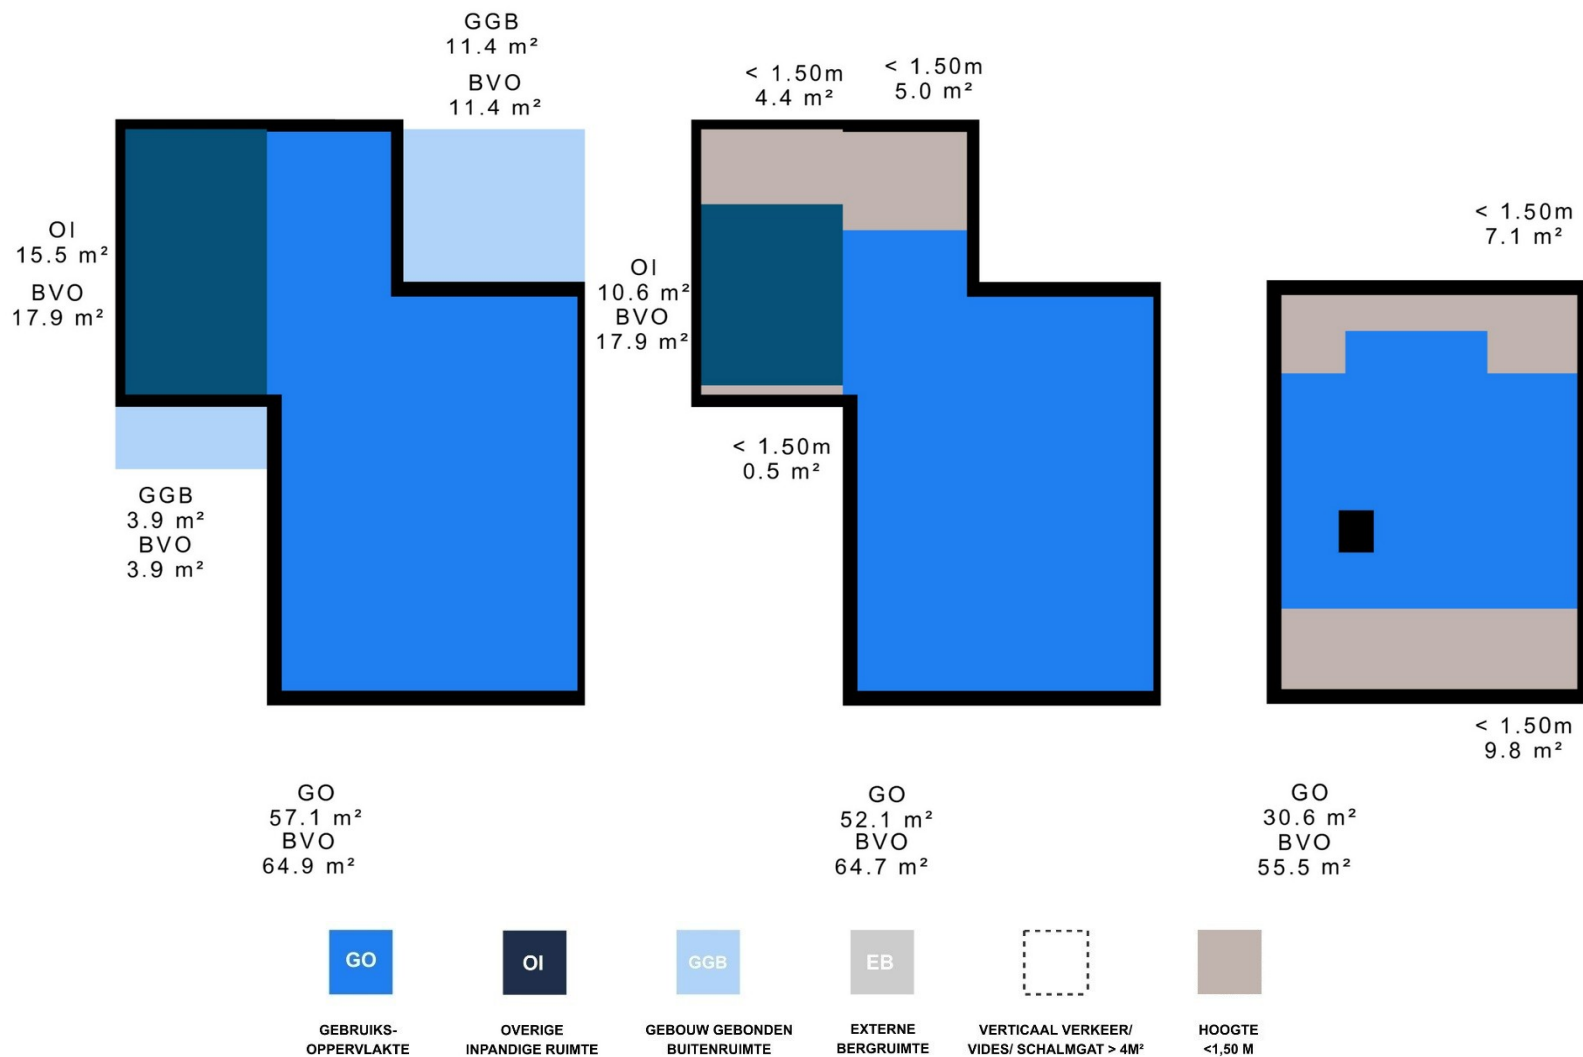 GGB
11.4 m²
BVO
11.4 m²
OI
15.5 m²
BVO
17.9 m²
GGB
3.9 m²
BVO
3.9 m²
GO
57.1 m²
BVO
64.9 m²
< 1.50m
4.4 m²
< 1.50m
5.0 m²
OI
10.6 m²
BVO
17.9 m²
< 1.50m
0.5 m²
GO
52.1 m²
BVO
64.7 m²
< 1.50m
7.1 m²
< 1.50m
9.8 m²
GO
30.6 m²
BVO
55.5 m²
GO
GEBRUIKS-
OPPERVLAKTE
OI
OVERIGE
INPANDIGE RUIMTE
GGB
GEBOUW GEBONDEN
BUITENRUIMTE
EB
EXTERNE
BERGRUIMTE
VERTICAAL VERKEER/
VIDES/ SCHALMGAT > 4M²
HOOGTE
<1,50 M